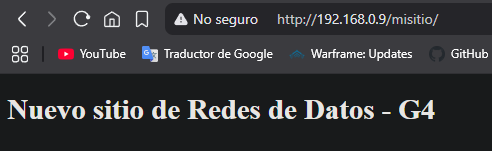 No seguro http://192.168.0.9/misitio/
YouTube Traductor de Google Warframe: Updates GitHub
Nuevo sitio de Redes de Datos - G4